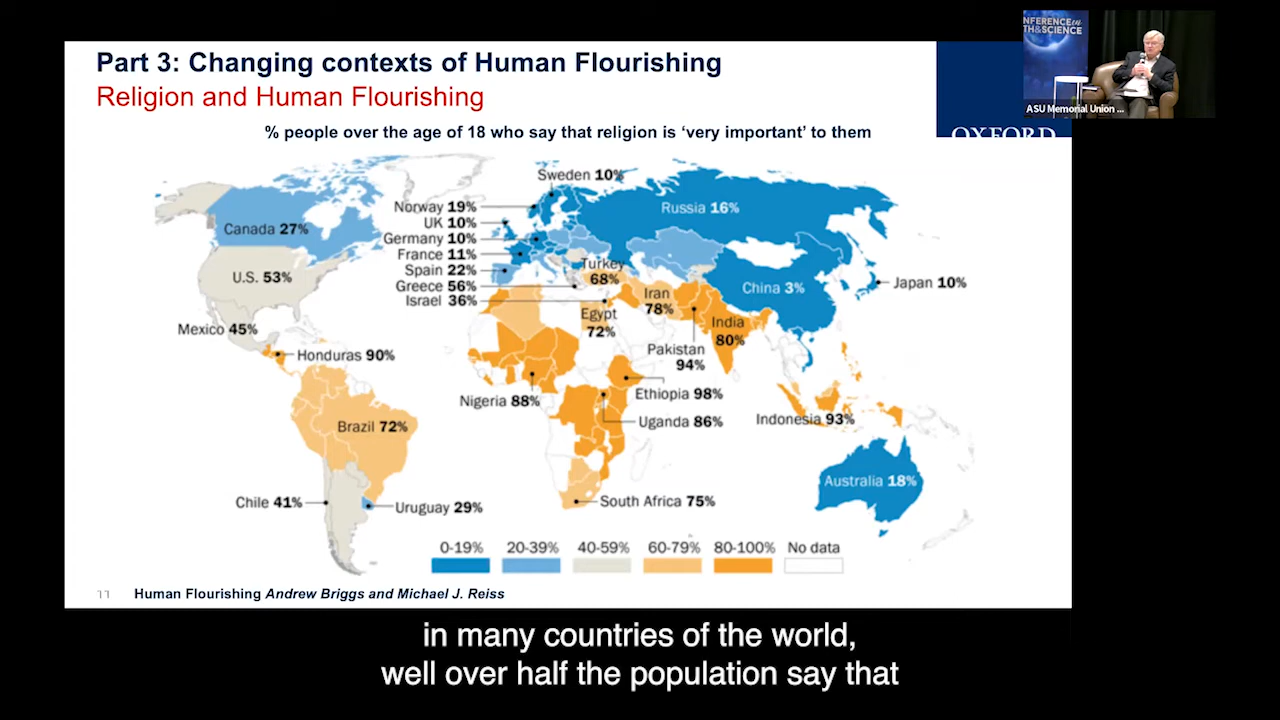 Part 3: Changing contexts of Human Flourishing
Religion and Human Flourishing
OXFORD
NFERENCE in
TH&SCIENCE
ASU Memorial Union ...
% people over the age of 18 who say that religion is ‘very important’ to them
Sweden 10%
Norway 19%
Russia 16%
UK 10%
Canada 27%
Germany 10%
France 11%
Turkey
68%
Spain 22%
U.S. 53%
Greece 56%
Japan 10%
China 3%
Israel 36%
Iran
78%
Egypt
72%
India
80%
Mexico 45%
Pakistan
94%
Honduras 90%
Ethiopia 98%
Nigeria 88%
Indonesia 93%
Uganda 86%
Brazil 72%
Australia 18%
Chile 41%
South Africa 75%
Uruguay 29%
0-19% 20-39% 40-59% 60-79% 80-100% No data
11 Human Flourishing Andrew Briggs and Michael J. Reiss
in many countries of the world,
well over half the population say that